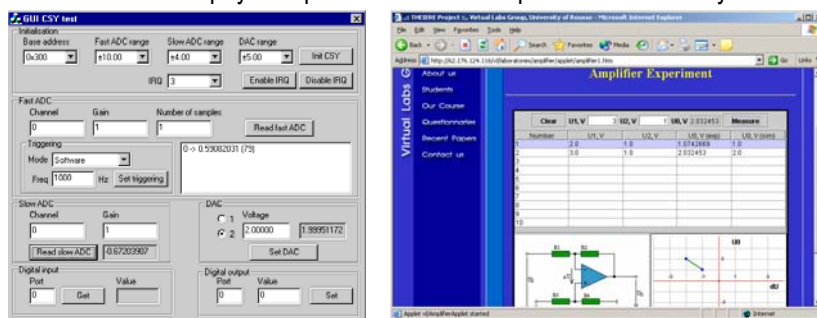 GUI CSY test
Initialisation
Base address Fast ADC range Slow ADC range DAC range
0x300 ±10.00 ±4.00 ±5.00 Init CSY
IRQ 3 Enable IRQ Disable IRQ
Fast ADC
Channel Gain Number of samples
0 1 1 Read fast ADC
Triggering
Mode Software
Freq 1000 Hz Set triggering
0 -> 0.59082031 (79)
Slow ADC
Channel Gain
0 1
Read slow ADC -0.67203907
DAC
1 Voltage
2 2.00000 1.99951172
Set DAC
Digital input
Port Value
0 Get
Digital output
Port Value
0 0 Set
THEIERE Project :: Virtual Labs Group, University of Rousse - Microsoft Internet Explorer
File Edit View Favorites Tools Help
Back Search Favorites Media
Address Go Links
Virtual Labs
About us
Students
Our Course
Questionnaries
Recent Papers
Contact us
Amplifier Experiment
Clear U1, V 3 U2, V 1 U0, V 2.032453 Measure
Number U1, V U2, V U0, V (exp) U0, V (sim)
1 2.0 1.0 1.0742668 1.0
2 3.0 1.0 2.032453 2.0
3
4
5
6
7
8
9
10
R1 R2
U0
dU
Internet